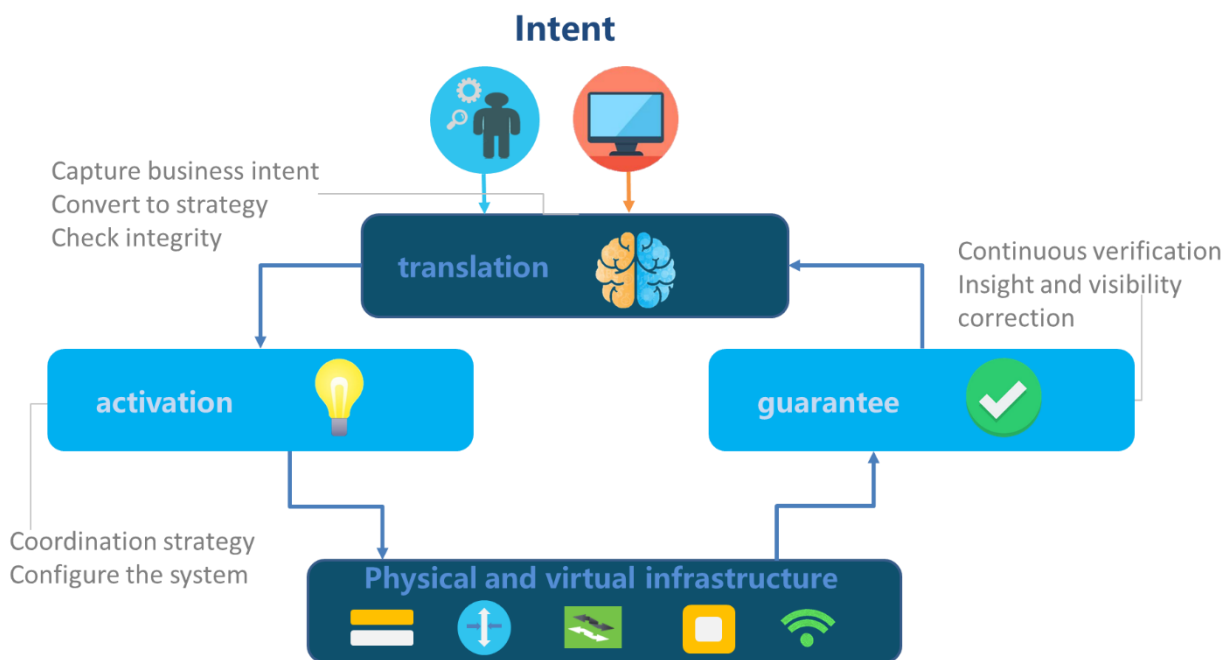 Intent
Capture business intent
Convert to strategy
Check integrity
translation
Continuous verification
Insight and visibility
correction
activation
guarantee
Coordination strategy
Configure the system
Physical and virtual infrastructure